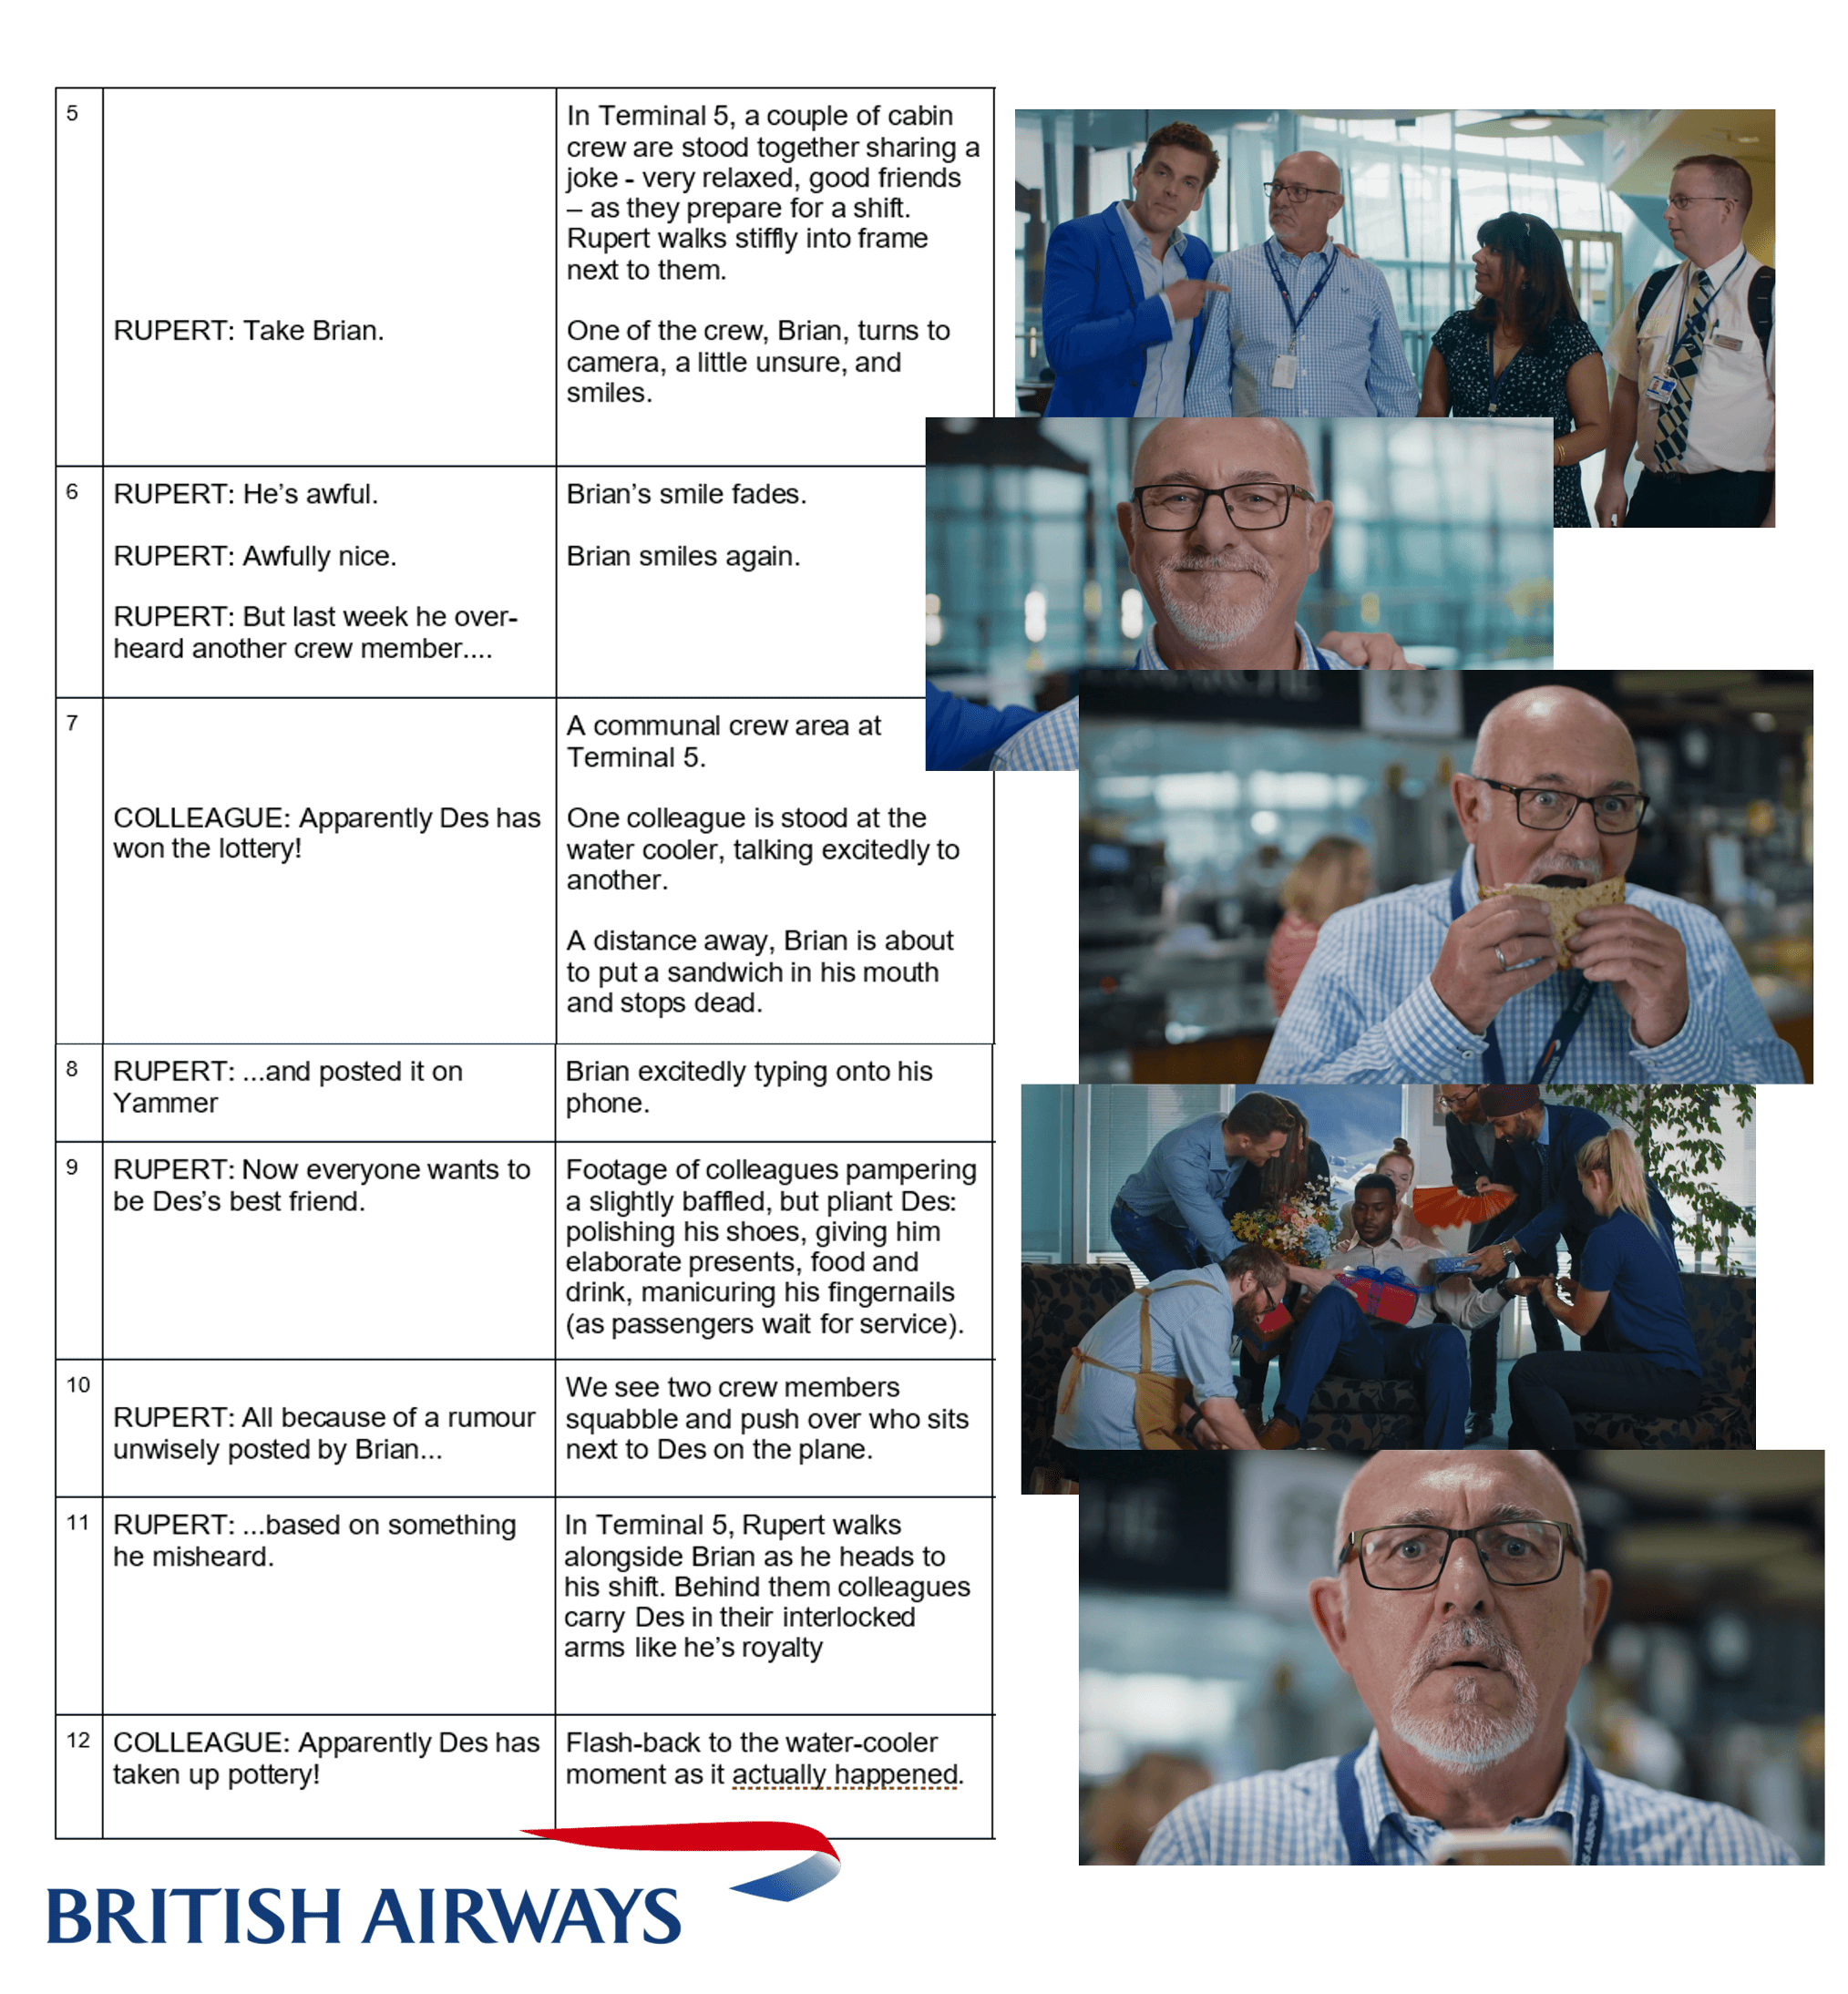 5
In Terminal 5, a couple of cabin
crew are stood together sharing a
joke - very relaxed, good friends
– as they prepare for a shift.
Rupert walks stiffly into frame
next to them.
RUPERT: Take Brian.
One of the crew, Brian, turns to
camera, a little unsure, and
smiles.
6
RUPERT: He’s awful.
Brian’s smile fades.
RUPERT: Awfully nice.
Brian smiles again.
RUPERT: But last week he over-
heard another crew member....
7
A communal crew area at
Terminal 5.
COLLEAGUE: Apparently Des has
won the lottery!
One colleague is stood at the
water cooler, talking excitedly to
another.
A distance away, Brian is about
to put a sandwich in his mouth
and stops dead.
8
RUPERT: ...and posted it on
Yammer
Brian excitedly typing onto his
phone.
9
RUPERT: Now everyone wants to
be Des’s best friend.
Footage of colleagues pampering
a slightly baffled, but pliant Des:
polishing his shoes, giving him
elaborate presents, food and
drink, manicuring his fingernails
(as passengers wait for service).
10
RUPERT: All because of a rumour
unwisely posted by Brian...
We see two crew members
squabble and push over who sits
next to Des on the plane.
11
RUPERT: ...based on something
he misheard.
In Terminal 5, Rupert walks
alongside Brian as he heads to
his shift. Behind them colleagues
carry Des in their interlocked
arms like he’s royalty
12
COLLEAGUE: Apparently Des has
taken up pottery!
Flash-back to the water-cooler
moment as it actually happened.
BRITISH AIRWAYS